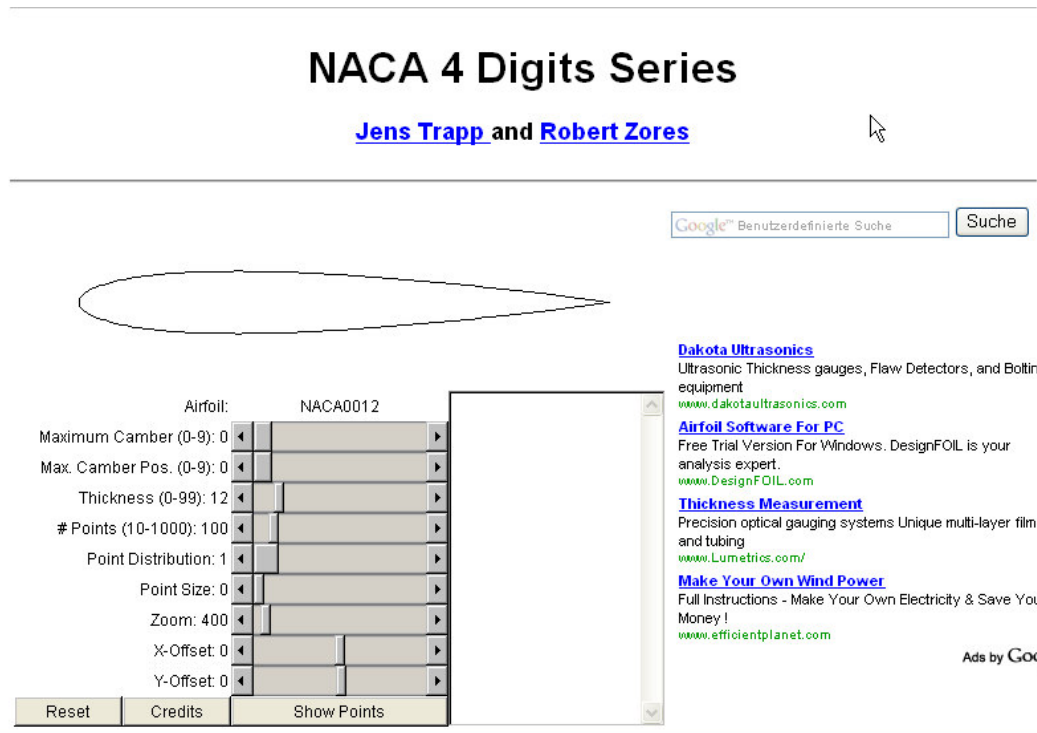 NACA 4 Digits Series
Jens Trapp and Robert Zores
Google™ Benutzerdefinierte Suche
Suche
Airfoil: NACA0012
Maximum Camber (0-9): 0
Max. Camber Pos. (0-9): 0
Thickness (0-99): 12
# Points (10-1000): 100
Point Distribution: 1
Point Size: 0
Zoom: 400
X-Offset: 0
Y-Offset: 0
Reset
Credits
Show Points
Dakota Ultrasonics
Ultrasonic Thickness gauges, Flaw Detectors, and Boltin
equipment
www.dakotaultrasonics.com
Airfoil Software For PC
Free Trial Version For Windows. DesignFOIL is your
analysis expert.
www.DesignFOIL.com
Thickness Measurement
Precision optical gauging systems Unique multi-layer film
and tubing
www.Lumetrics.com/
Make Your Own Wind Power
Full Instructions - Make Your Own Electricity & Save You
Money !
www.efficientplanet.com
Ads by Goo